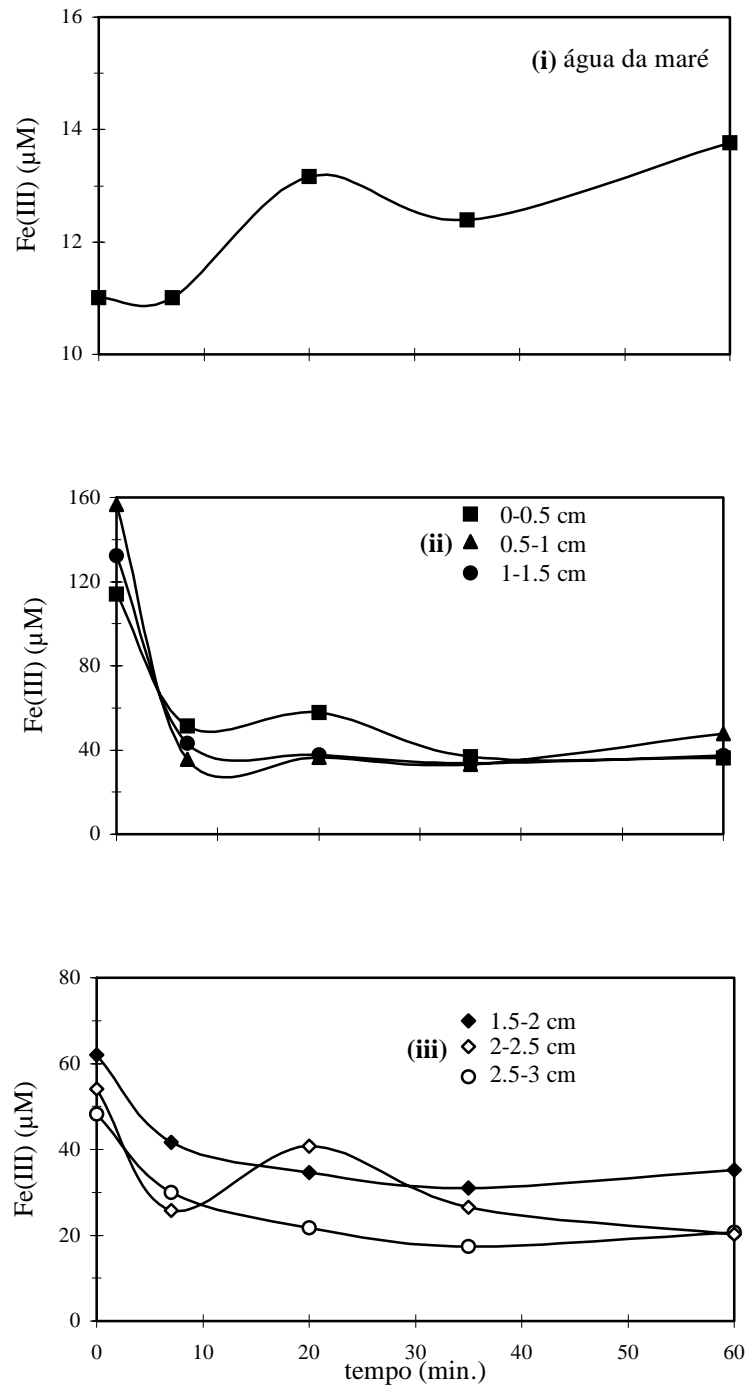 16
(i) água da maré
14
Fe(III) (µM)
12
10
160
0-0.5 cm
(ii) 0.5-1 cm
120
1-1.5 cm
Fe(III) (µM)
80
40
0
80
1.5-2 cm
(iii) 2-2.5 cm
60
2.5-3 cm
Fe(III) (µM)
40
20
0
0 10 20 30 40 50 60
tempo (min.)